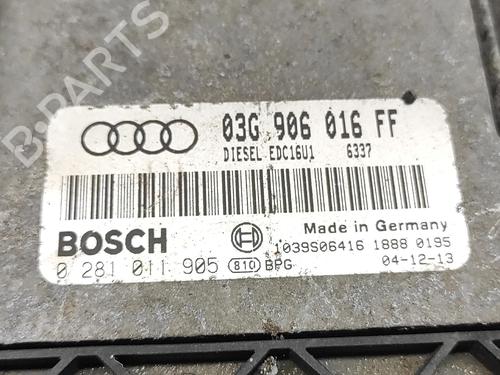 B-PARTS
03G 906 016 FF
DIESEL EDC16U1 6337
BOSCH
Made in Germany
1039S06416 1888 0195
0 281 011 905 810 BPG 04-12-13